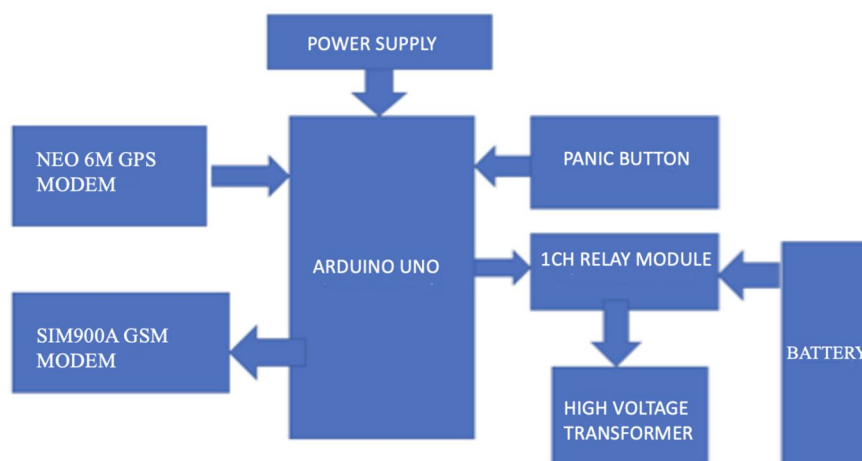 POWER SUPPLY
NEO 6M GPS
MODEM
PANIC BUTTON
ARDUINO UNO
1CH RELAY MODULE
SIM900A GSM
MODEM
BATTERY
HIGH VOLTAGE
TRANSFORMER